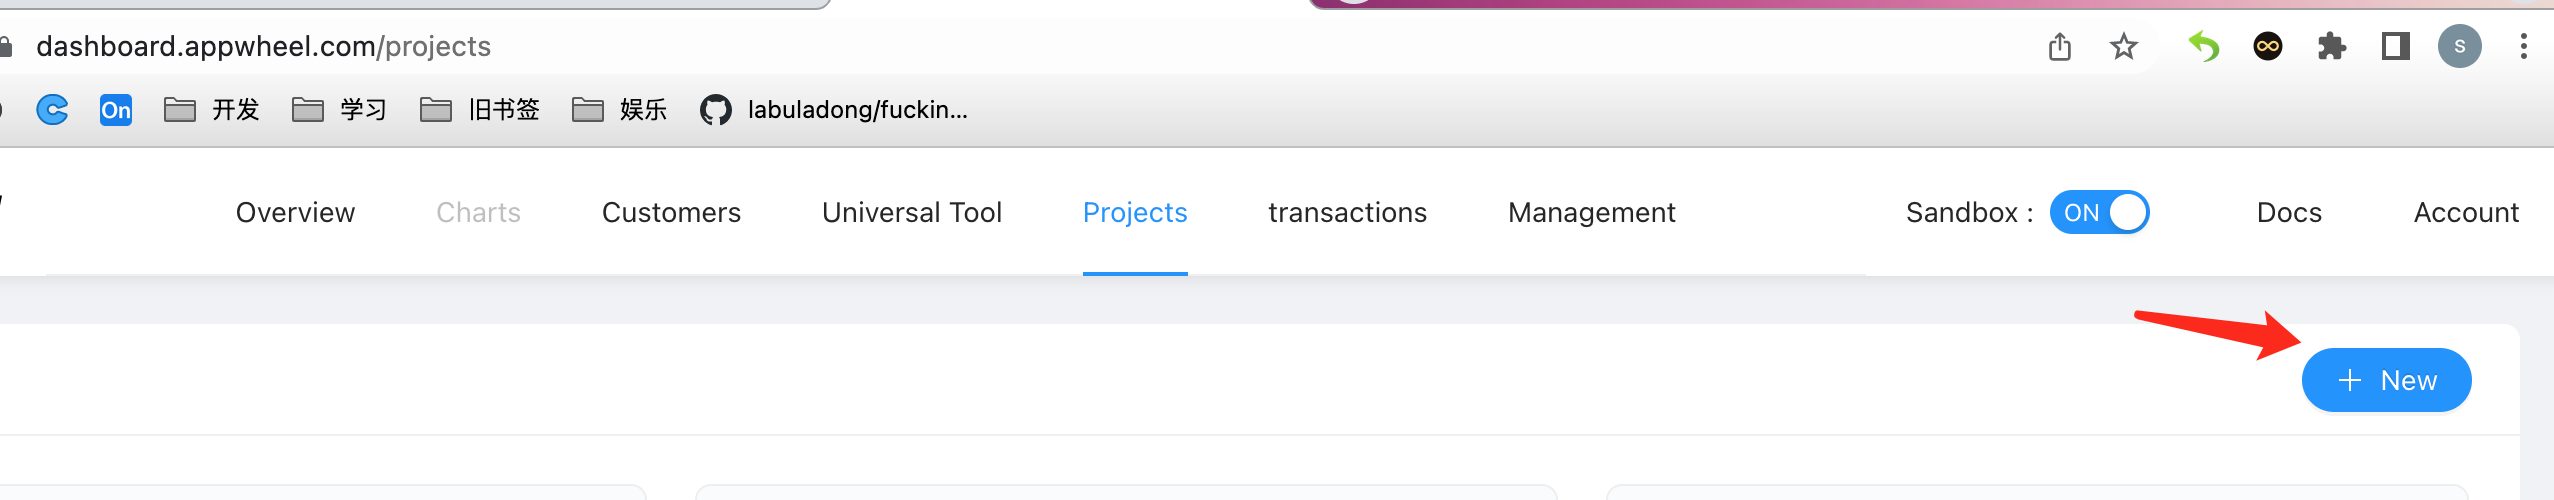 dashboard.appwheel.com/projects
S
On 开发 学习 旧书签 娱乐 labuladong/fuckin...
Overview Charts Customers Universal Tool Projects transactions Management Sandbox : ON Docs Account
+ New